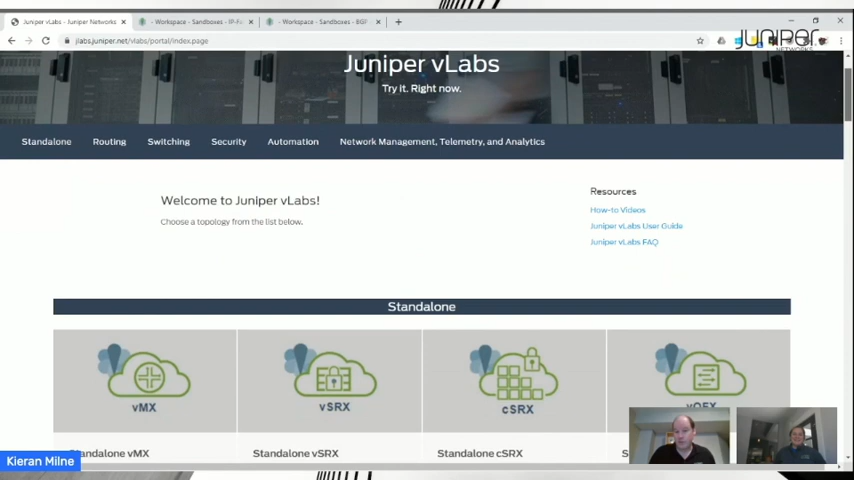 Juniper vLabs - Juniper Networks
- Workspace - Sandboxes - IP-Fa
- Workspace - Sandboxes - BGP
jlabs.juniper.net/vlabs/portal/index.page
JUNIPER
NETWORKS
Juniper vLabs
Try it. Right now.
Standalone Routing Switching Security Automation Network Management, Telemetry, and Analytics
Welcome to Juniper vLabs!
Choose a topology from the list below.
Resources
How-to Videos
Juniper vLabs User Guide
Juniper vLabs FAQ
Standalone
vMX vSRX cSRX vQFX
Standalone vMX Standalone vSRX Standalone cSRX
Kieran Milne